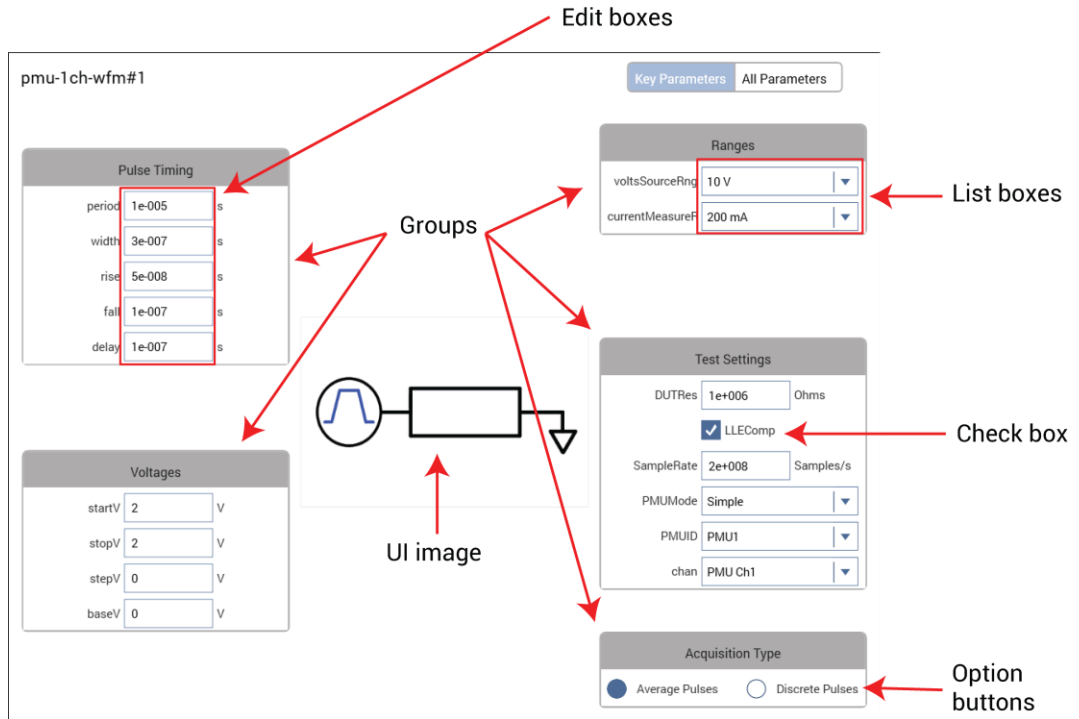 Edit boxes
pmu-1ch-wfm#1
Key Parameters All Parameters
Pulse Timing
period 1e-005 s
width 3e-007 s
rise 5e-008 s
fall 1e-007 s
delay 1e-007 s
Groups
Ranges
voltsSourceRng 10 V
currentMeasureR 200 mA
List boxes
Voltages
startV 2 V
stopV 2 V
stepV 0 V
baseV 0 V
UI image
Test Settings
DUTRes 1e+006 Ohms
LLEComp
Check box
SampleRate 2e+008 Samples/s
PMUMode Simple
PMUID PMU1
chan PMU Ch1
Acquisition Type
Average Pulses Discrete Pulses
Option
buttons